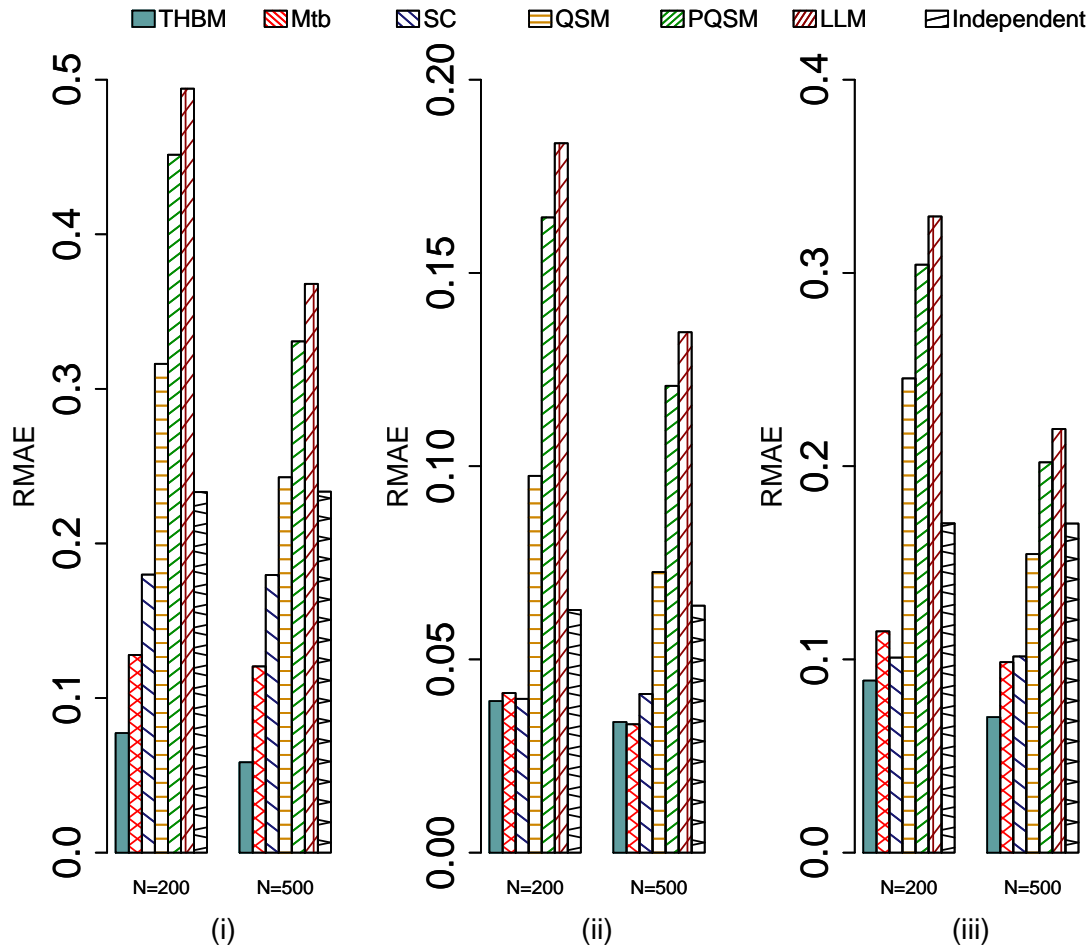 THBM Mtb SC QSM PQSM LLM Independent
RMAE
0.0 0.1 0.2 0.3 0.4 0.5
N=200 N=500
(i)
RMAE
0.00 0.05 0.10 0.15 0.20
N=200 N=500
(ii)
RMAE
0.0 0.1 0.2 0.3 0.4
N=200 N=500
(iii)